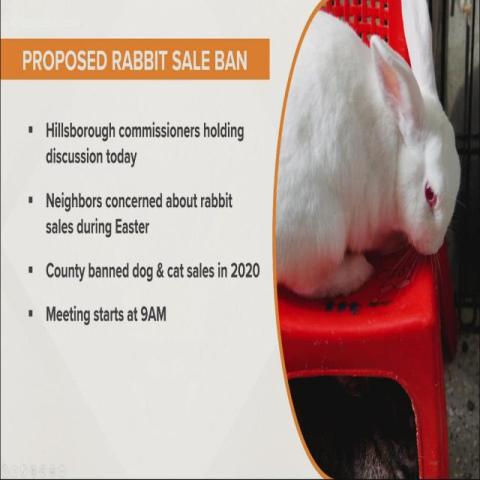 PROPOSED RABBIT SALE BAN
▪ Hillsborough commissioners holding
discussion today
▪ Neighbors concerned about rabbit
sales during Easter
▪ County banned dog & cat sales in 2020
▪ Meeting starts at 9AM